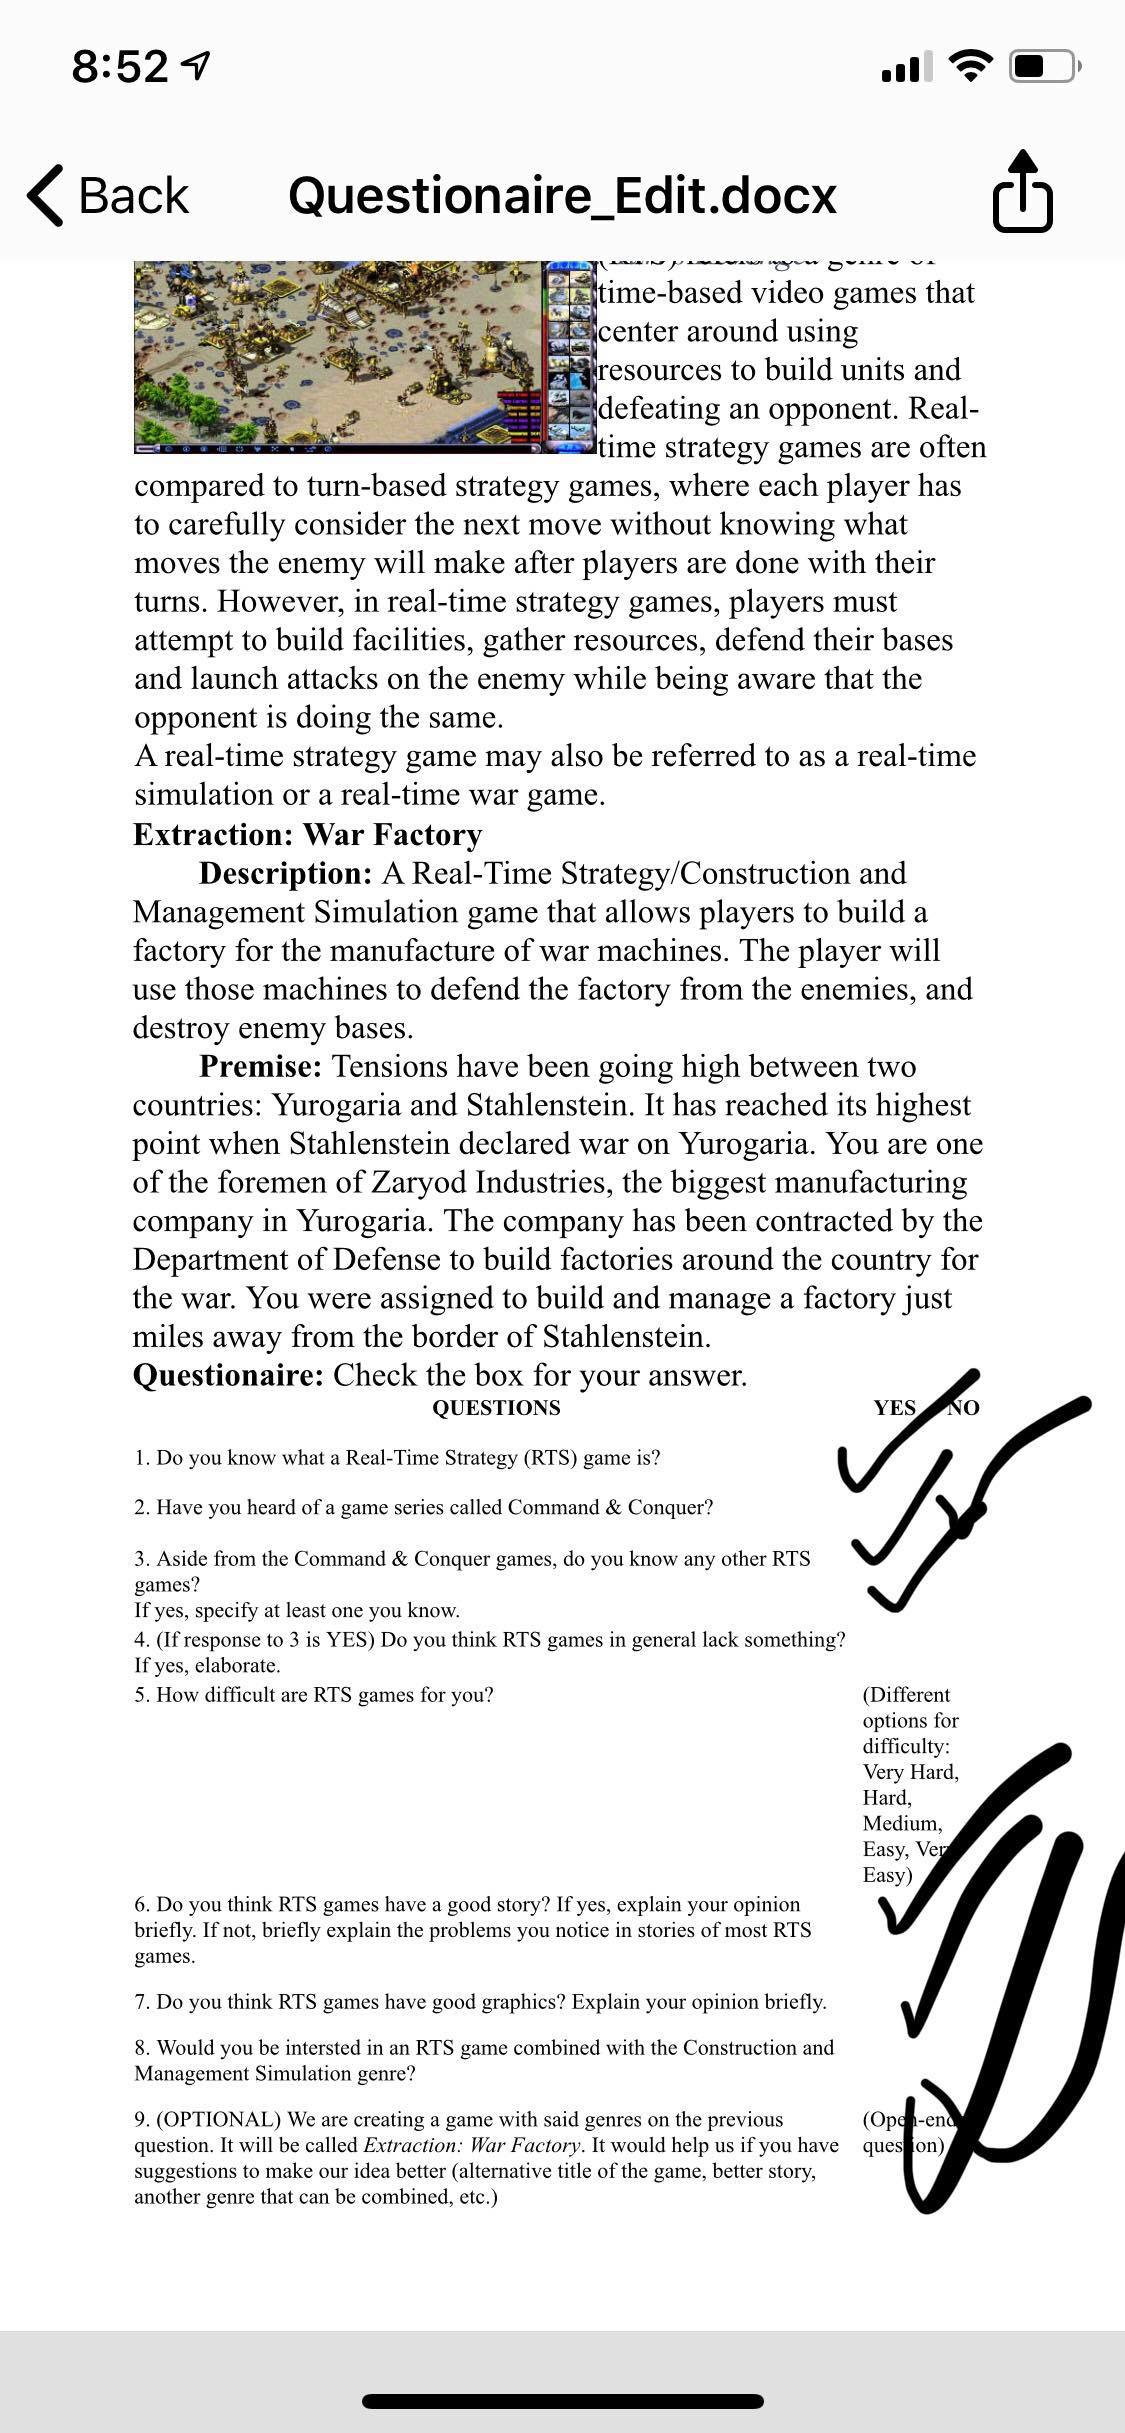 8:52
Back Questionaire_Edit.docx
time-based video games that
center around using
resources to build units and
defeating an opponent. Real-
time strategy games are often
compared to turn-based strategy games, where each player has
to carefully consider the next move without knowing what
moves the enemy will make after players are done with their
turns. However, in real-time strategy games, players must
attempt to build facilities, gather resources, defend their bases
and launch attacks on the enemy while being aware that the
opponent is doing the same.
A real-time strategy game may also be referred to as a real-time
simulation or a real-time war game.
Extraction: War Factory
Description: A Real-Time Strategy/Construction and
Management Simulation game that allows players to build a
factory for the manufacture of war machines. The player will
use those machines to defend the factory from the enemies, and
destroy enemy bases.
Premise: Tensions have been going high between two
countries: Yurogaria and Stahlenstein. It has reached its highest
point when Stahlenstein declared war on Yurogaria. You are one
of the foremen of Zaryod Industries, the biggest manufacturing
company in Yurogaria. The company has been contracted by the
Department of Defense to build factories around the country for
the war. You were assigned to build and manage a factory just
miles away from the border of Stahlenstein.
Questionaire: Check the box for your answer.
QUESTIONS YES NO
1. Do you know what a Real-Time Strategy (RTS) game is?
2. Have you heard of a game series called Command & Conquer?
3. Aside from the Command & Conquer games, do you know any other RTS
games?
If yes, specify at least one you know.
4. (If response to 3 is YES) Do you think RTS games in general lack something?
If yes, elaborate.
5. How difficult are RTS games for you? (Different
options for
difficulty:
Very Hard,
Hard,
Medium,
Easy, Very
Easy)
6. Do you think RTS games have a good story? If yes, explain your opinion
briefly. If not, briefly explain the problems you notice in stories of most RTS
games.
7. Do you think RTS games have good graphics? Explain your opinion briefly.
8. Would you be intersted in an RTS game combined with the Construction and
Management Simulation genre?
9. (OPTIONAL) We are creating a game with said genres on the previous (Open-end
question. It will be called Extraction: War Factory. It would help us if you have question)
suggestions to make our idea better (alternative title of the game, better story,
another genre that can be combined, etc.)